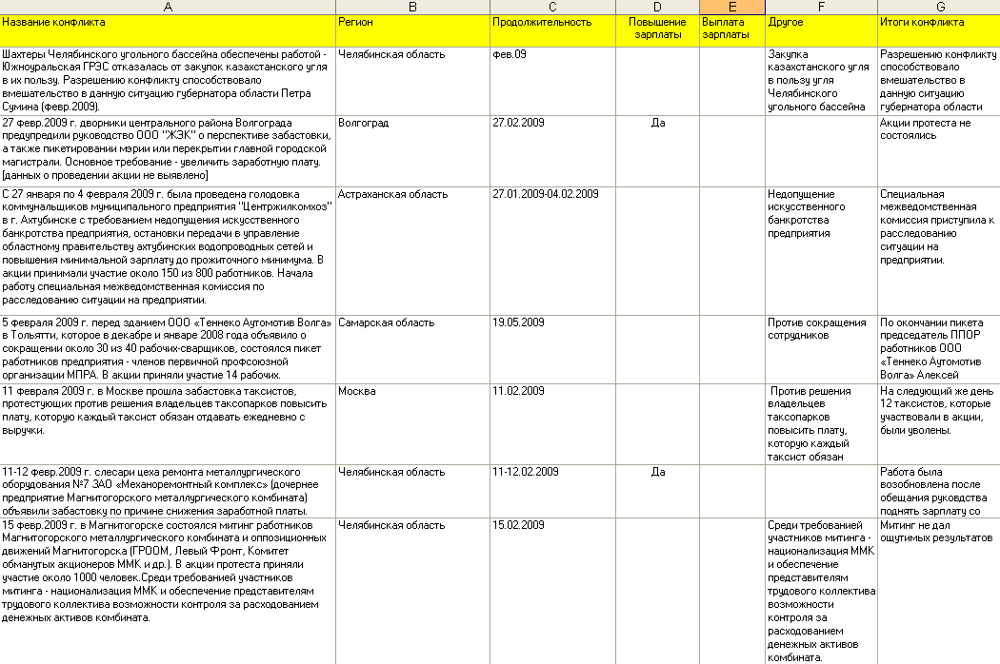 A B C D E F G
Название конфликта
Регион
Продолжительность
Повышение
зарплаты
Выплата
зарплаты
Другое
Итоги конфликта
Шахтеры Челябинского угольного бассейна обеспечены работой -
Южноуральская ГРЭС отказалась от закупок казахстанского угля
в их пользу. Разрешению конфликту способствовало
вмешательство в данную ситуацию губернатора области Петра
Сумина (февр.2009).
Челябинская область
фев.09
Закупка
казахстанского угля
в пользу угля
Челябинского
угольного бассейна
Разрешению конфликту
способствовало
вмешательство в
данную ситуацию
губернатора области
27 февр.2009 г. дворники центрального района Волгограда
предупредили руководство ООО "ЖЭК" о перспективе забастовки,
а также пикетировании мэрии или перекрытии главной городской
магистрали. Основное требование - увеличить заработную плату.
[данных о проведении акции не выявлено]
Волгоград
27.02.2009
Да
Акции протеста не
состоялись
С 27 января по 4 февраля 2009 г. была проведена голодовка
коммунальщиков муниципального предприятия "Центржилкомхоз"
в г. Ахтубинске с требованием недопущения искусственного
банкротства предприятия, остановки передачи в управление
областному правительству ахтубинских водопроводных сетей и
повышения минимальной зарплату до прожиточного минимума. В
акции принимали участие около 150 из 800 работников. Начала
работу специальная межведомственная комиссия по
расследованию ситуации на предприятии.
Астраханская область
27.01.2009-04.02.2009
Недопущение
искусственного
банкротства
предприятия
Специальная
межведомственная
комиссия приступила к
расследованию
ситуации на
предприятии.
5 февраля 2009 г. перед зданием ООО «Теннеко Аутомотив Волга»
в Тольятти, которое в декабре и январе 2008 года объявило о
сокращении около 30 из 40 рабочих-сварщиков, состоялся пикет
работников предприятия - членов первичной профсоюзной
организации МПРА. В акции приняли участие 14 рабочих.
Самарская область
19.05.2009
Против сокращения
сотрудников
По окончании пикета
председатель ППОР
работников ООО
«Теннеко Аутомотив
Волга» Алексей
11 февраля 2009 г. в Москве прошла забастовка таксистов,
протестующих против решения владельцев таксопарков повысить
плату, которую каждый таксист обязан отдавать ежедневно с
выручки.
Москва
11.02.2009
Против решения
владельцев
таксопарков
повысить плату,
которую каждый
таксист обязан
На следующий же день
12 таксистов, которые
участвовали в акции,
были уволены.
11-12 февр.2009 г. слесари цеха ремонта металлургического
оборудования №7 ЗАО «Механоремонтный комплекс» (дочернее
предприятие Магнитогорского металлургического комбината)
объявили забастовку по причине снижения заработной платы.
Челябинская область
11-12.02.2009
Да
Работа была
возобновлена после
обещания руковдства
поднять зарплату со
15 февр.2009 г. в Магнитогорске состоялся митинг работников
Магнитогорского металлургического комбината и оппозиционных
движений Магнитогорска (ГРООМ, Левый Фронт, Комитет
обманутых акционеров ММК и др.). В акции протеста приняли
участие около 1000 человек.Среди требований участников
митинга - национализация ММК и обеспечение представителям
трудового коллектива возможности контроля за расходованием
денежных активов комбината.
Челябинская область
15.02.2009
Среди требований
участников митинга -
национализация ММК
и обеспечение
представителям
трудового коллектива
возможности
контроля за
расходованием
денежных активов
комбината.
Митинг не дал
ощутимых результатов